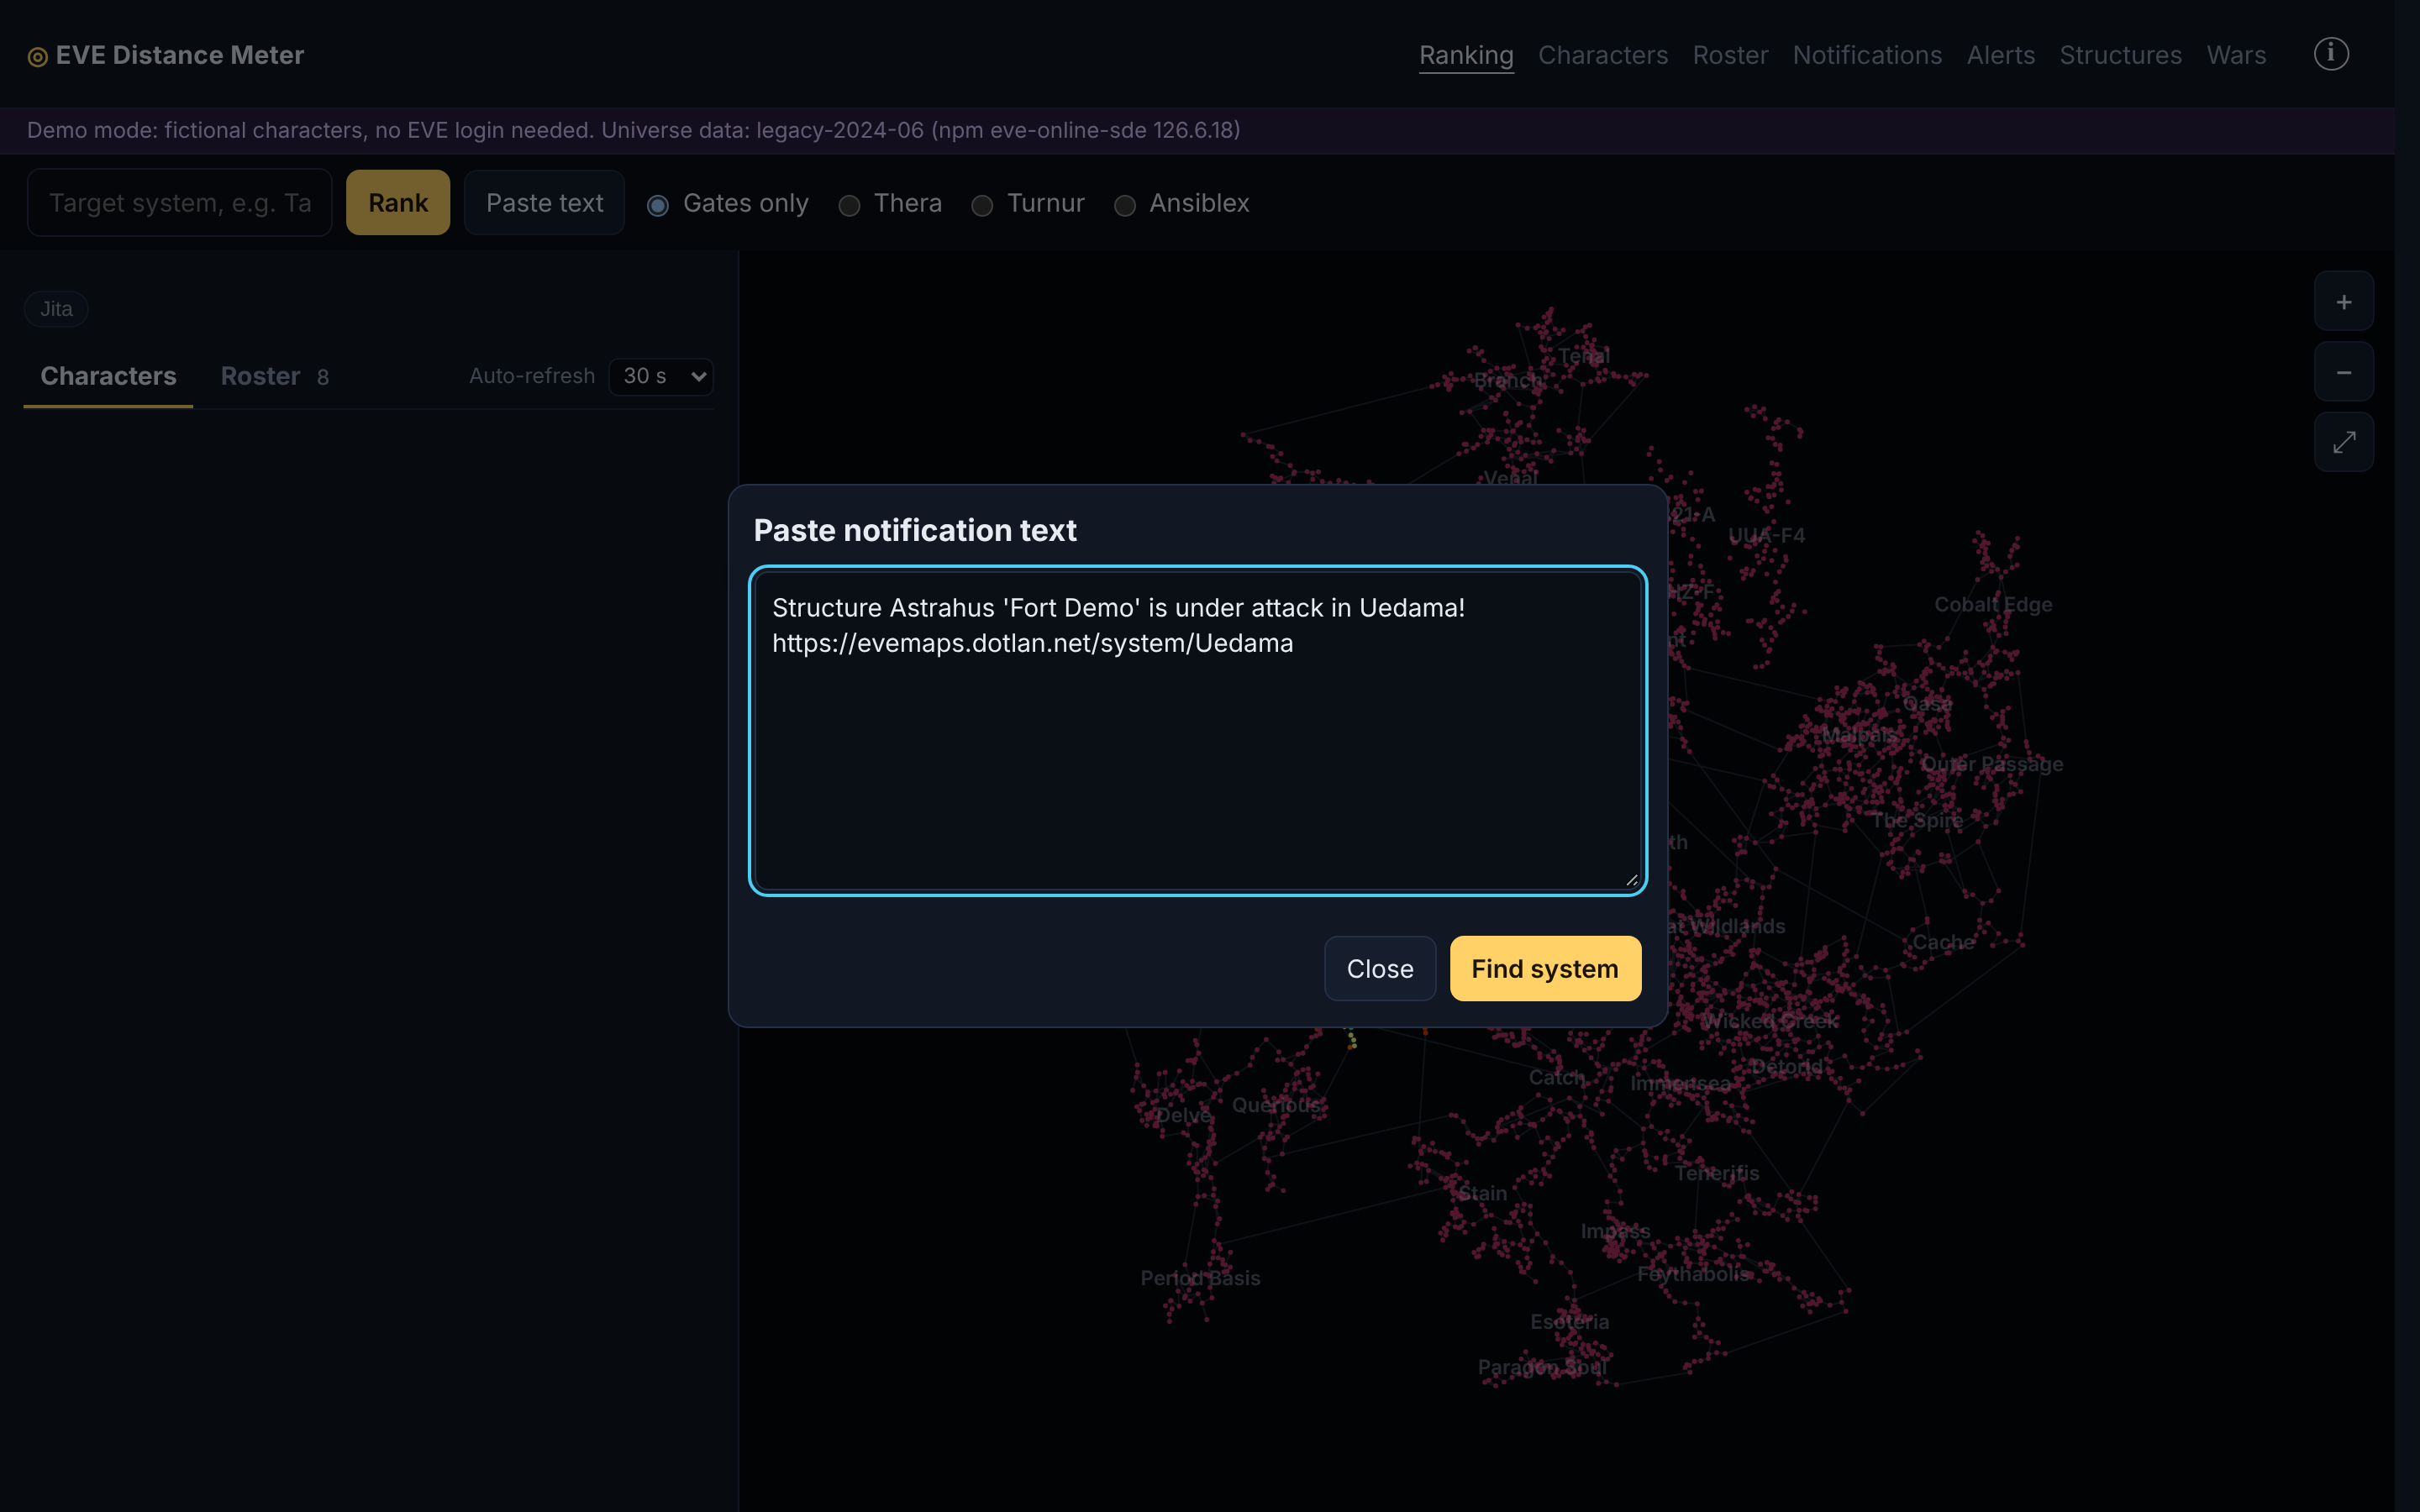 EVE Distance Meter
Ranking Characters Roster Notifications Alerts Structures Wars
Demo mode: fictional characters, no EVE login needed. Universe data: legacy-2024-06 (npm eve-online-sde 126.6.18)
Target system, e.g. Ta Rank Paste text Gates only Thera Turnur Ansiblex
Jita
Characters Roster 8 Auto-refresh 30 s
Tenal
Branch
Venal
21-A
UUA-F4
Cobalt Edge
Oasa
Malpais
Outer Passage
The Spire
Paste notification text
Structure Astrahus 'Fort Demo' is under attack in Uedama!
https://evemaps.dotlan.net/system/Uedama
Close Find system
th
at Wildlands
Cache
Wicked Creek
Detorid
Catch
Immensea
Delve
Querious
Tenerifis
Stain
Impass
Feythabolis
Period Basis
Esoteria
Paragon Soul